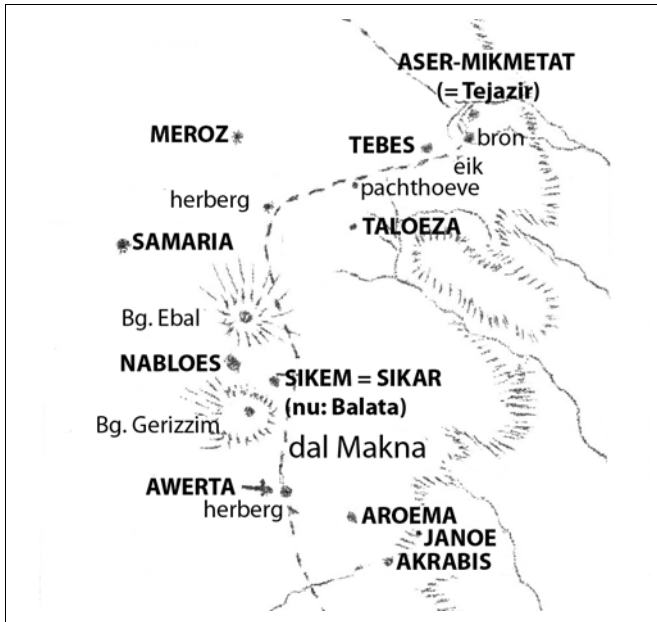 ASER-MIKMETAT
(= Tejazir)
MEROZ
TEBES
bron
eik
pachthoeve
herberg
TALOEZA
SAMARIA
Bg. Ebal
NABLOES
SIKEM = SIKAR
(nu: Balata)
Bg. Gerizzim
dal Makna
AWERTA
herberg
AROEMA
JANOE
AKRABIS